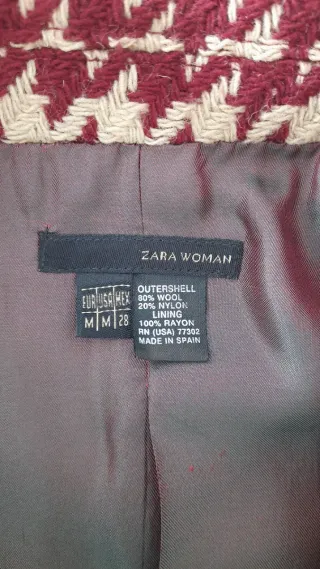 ZARA WOMAN
EUR USA MEX
M M 28
OUTERSHELL
80% WOOL
20% NYLON
LINING
100% RAYON
RN (USA) 77302
MADE IN SPAIN